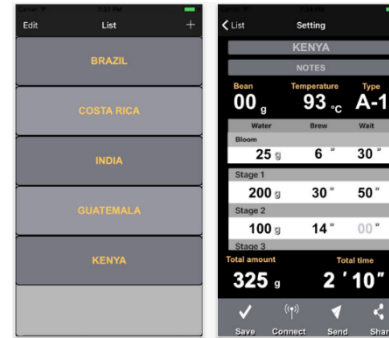 Edit List +
BRAZIL
COSTA RICA
INDIA
GUATEMALA
KENYA
List Setting
KENYA
NOTES
Bean Temperature Type
00 g 93 °C A-1
Water Brew Wait
Bloom
25 g 6 " 30 "
Stage 1
200 g 30 " 50 "
Stage 2
100 g 14 " 00 "
Stage 3
Total amount Total time
325 g 2 ' 10"
Save Connect Send Share